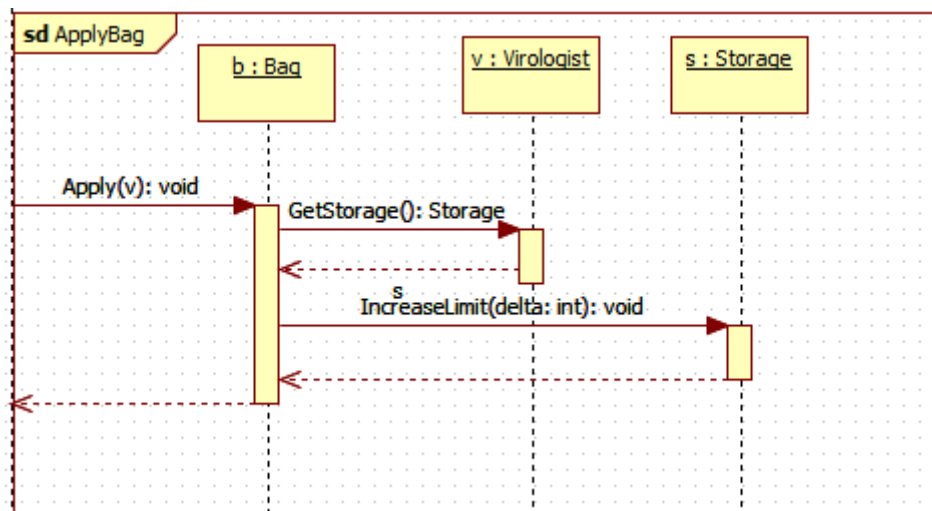 sd ApplyBag
b : Bag
v : Virologist
s : Storage
Apply(v): void
GetStorage(): Storage
s
IncreaseLimit(delta: int): void